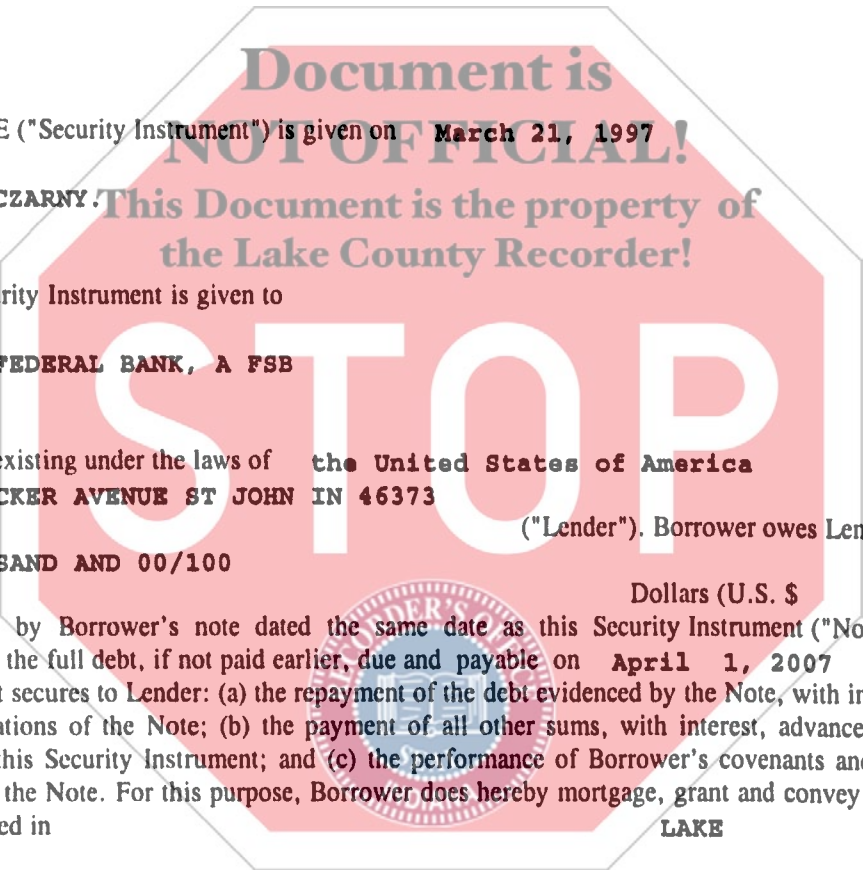 Document is
E ("Security Instrument") is given on March 21, 1997
NOT OFFICIAL!
CZARNY.
This Document is the property of
the Lake County Recorder!
rity Instrument is given to
FEDERAL BANK, A FSB
STOP
existing under the laws of the United States of America
CKER AVENUE ST JOHN IN 46373
("Lender"). Borrower owes Len
SAND AND 00/100
Dollars (U.S. $
by Borrower's note dated the same date as this Security Instrument ("No
the full debt, if not paid earlier, due and payable on April 1, 2007
t secures to Lender: (a) the repayment of the debt evidenced by the Note, with in
ations of the Note; (b) the payment of all other sums, with interest, advance
this Security Instrument; and (c) the performance of Borrower's covenants and
the Note. For this purpose, Borrower does hereby mortgage, grant and convey
ed in LAKE
RECORDER'S OFFICE
SEAL
INDIANA